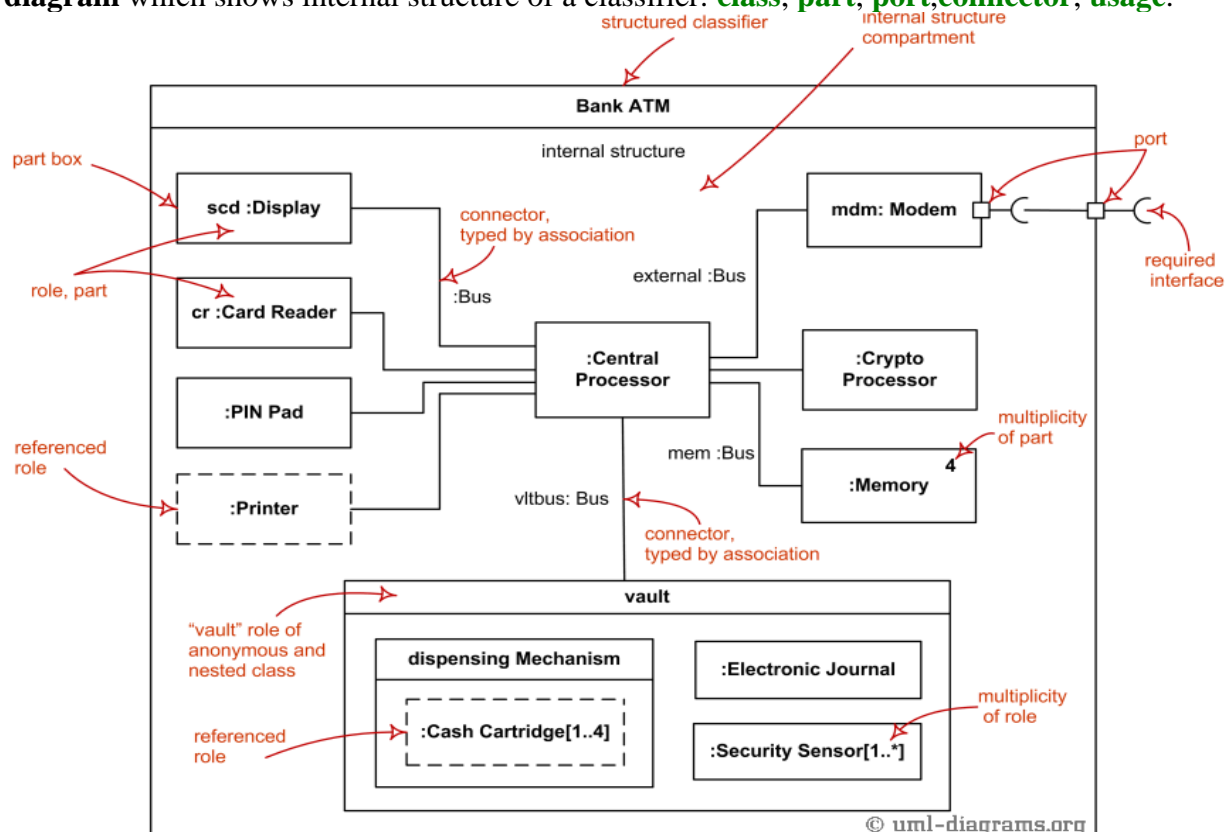 diagram which shows internal structure of a classifier: class, part, port,connector, usage.
structured classifier
internal structure
compartment
Bank ATM
internal structure
part box
port
scd :Display
connector,
typed by association
mdm: Modem
required
interface
role, part
external :Bus
:Bus
cr :Card Reader
:Central
Processor
:Crypto
Processor
:PIN Pad
multiplicity
of part
referenced
role
mem :Bus
4
:Memory
:Printer
vltbus: Bus
connector,
typed by association
vault
"vault" role of
anonymous and
nested class
dispensing Mechanism
:Electronic Journal
multiplicity
of role
referenced
role
:Cash Cartridge[1..4]
:Security Sensor[1..*]
© uml-diagrams.org